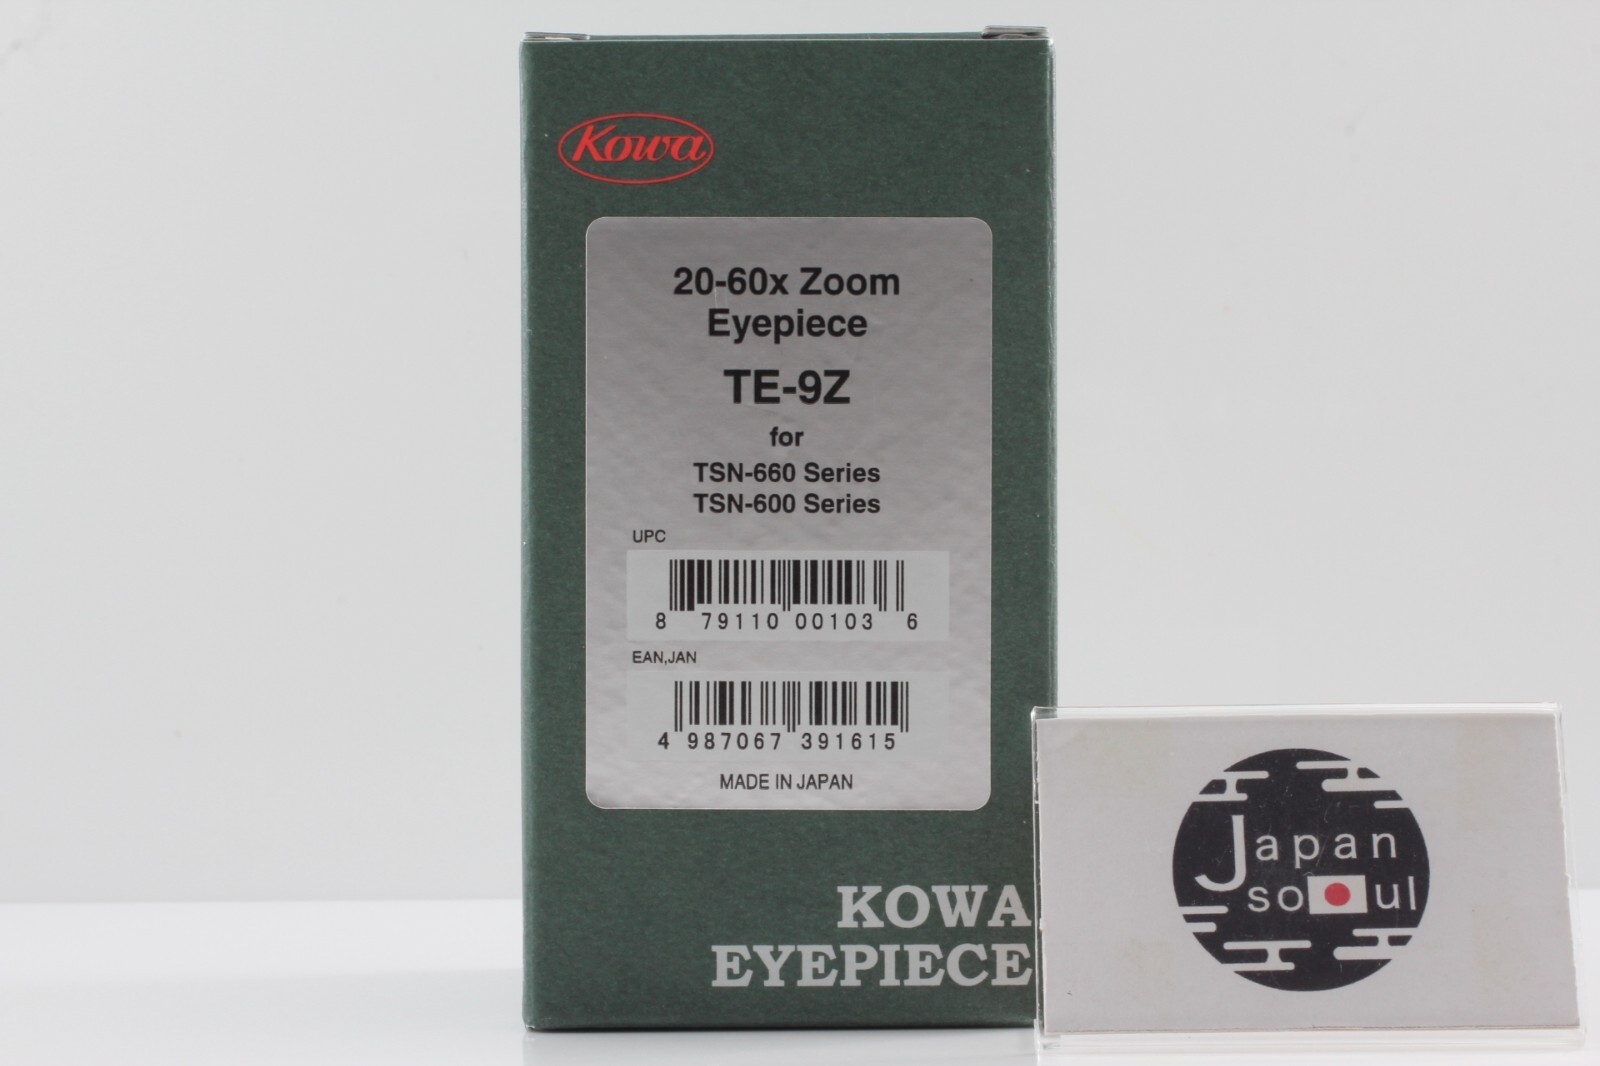 Kowa
20-60x Zoom
Eyepiece
TE-9Z
for
TSN-660 Series
TSN-600 Series
UPC
8 79110 00103 6
EAN,JAN
4 987067 391615
MADE IN JAPAN
KOWA
EYEPIECE
Japan
soul